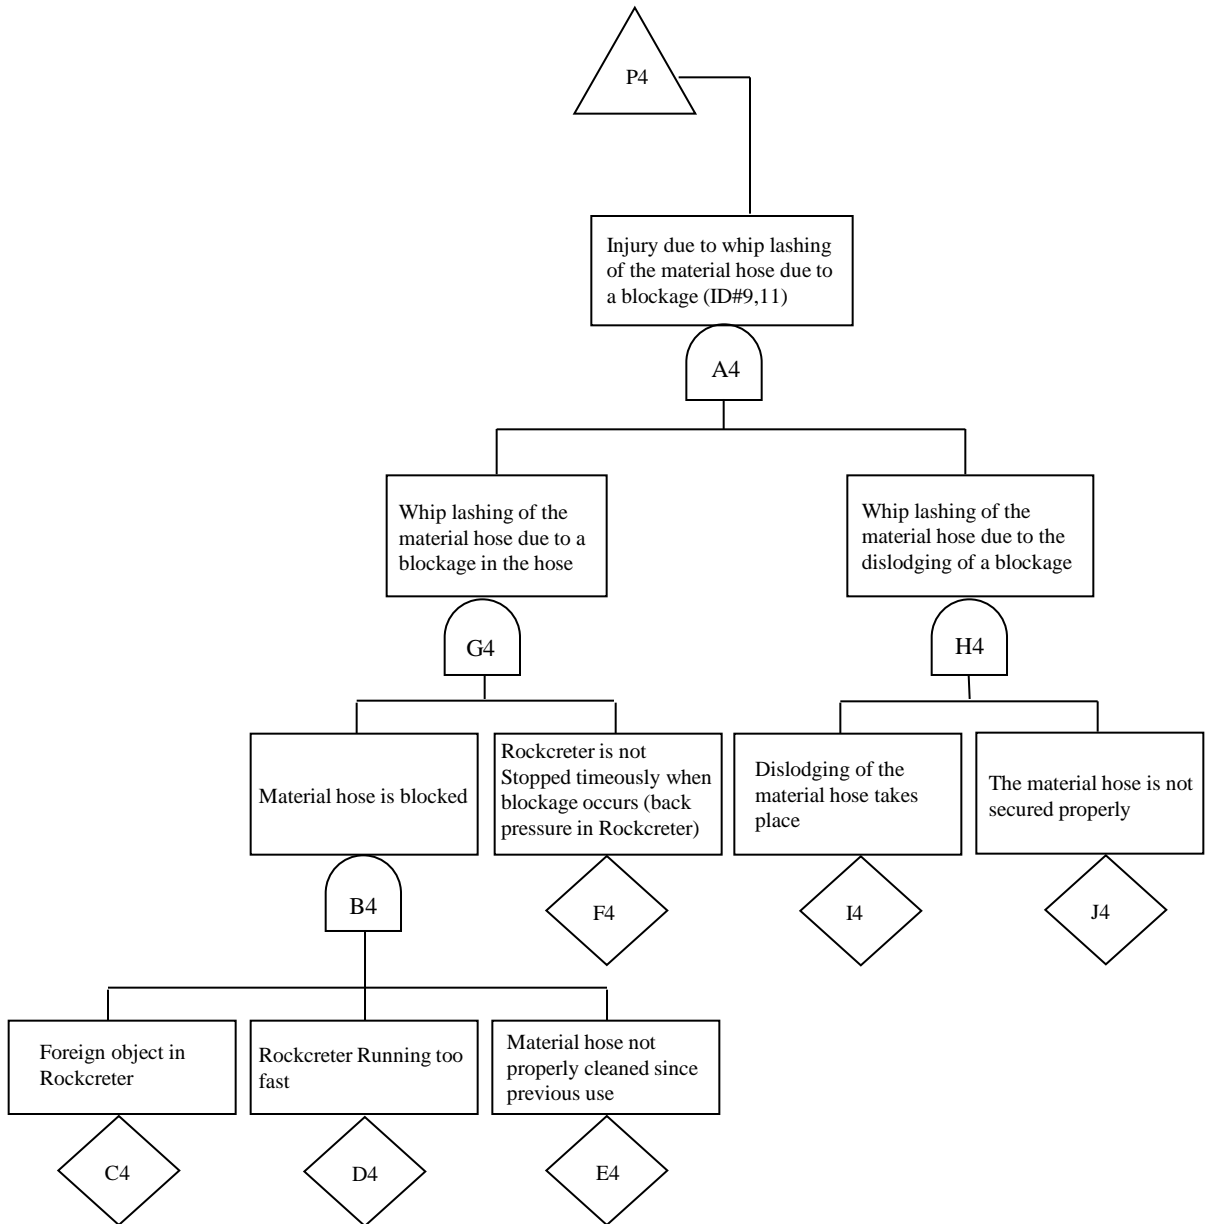 P4
Injury due to whip lashing
of the material hose due to
a blockage (ID#9,11)
A4
Whip lashing of the
material hose due to a
blockage in the hose
Whip lashing of the
material hose due to the
dislodging of a blockage
G4
H4
Material hose is blocked
Rockcreter is not
Stopped timeously when
blockage occurs (back
pressure in Rockcreter)
Dislodging of the
material hose takes
place
The material hose is not
secured properly
B4
F4
I4
J4
Foreign object in
Rockcreter
Rockcreter Running too
fast
Material hose not
properly cleaned since
previous use
C4
D4
E4